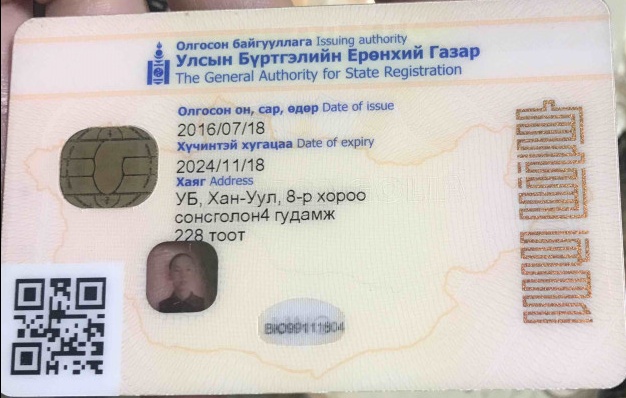 Олгосон байгууллага Issuing authority
Улсын Бүртгэлийн Ерөнхий Газар
The General Authority for State Registration
Олгосон он, сар, өдөр Date of issue
2016/07/18
Хүчинтэй хугацаа Date of expiry
2024/11/18
Хаяг Address
УБ, Хан-Уул, 8-р хороо
сонсголон4 гудамж
228 тоот